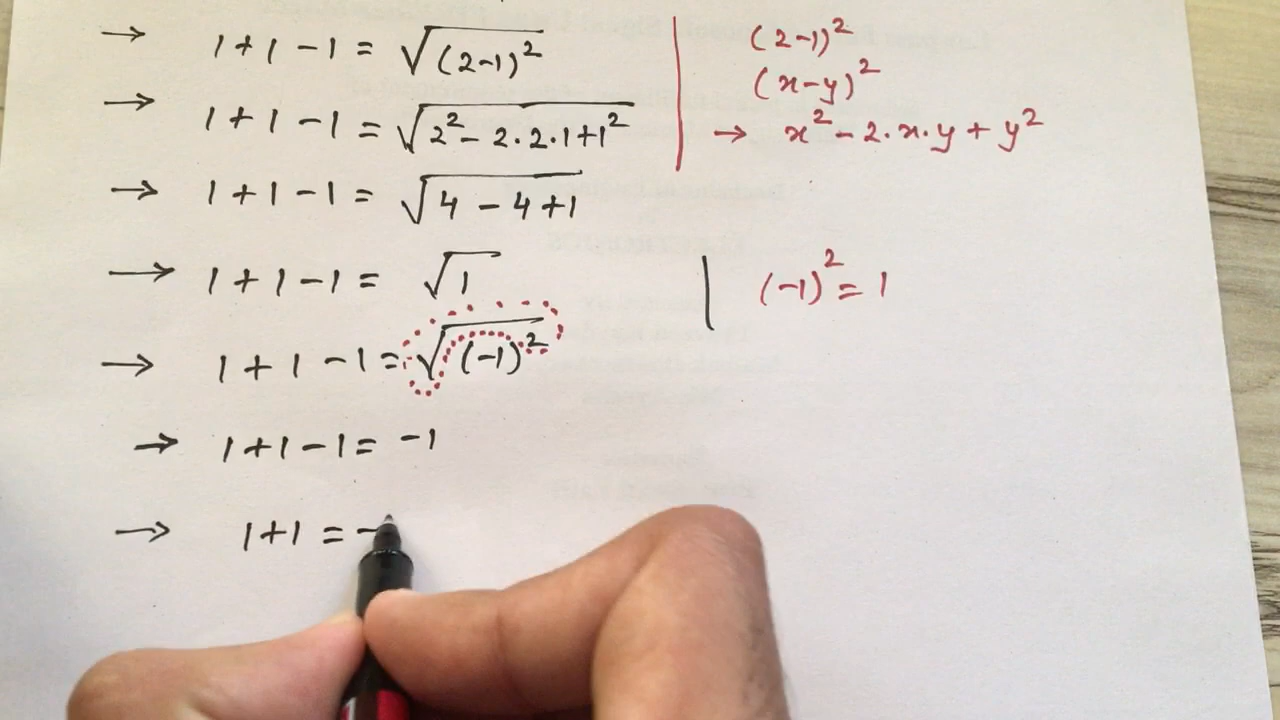 → 1 + 1 - 1 = √(2-1)²
(2-1)²
(x-y)²
→ 1 + 1 - 1 = √2² - 2·2·1+1²
→ x² - 2·x·y + y²
→ 1 + 1 - 1 = √4 - 4+1
→ 1 + 1 - 1 = √1
(-1)² = 1
→ 1 + 1 - 1 = √(-1)²
→ 1+1-1 = -1
→ 1+1 = -